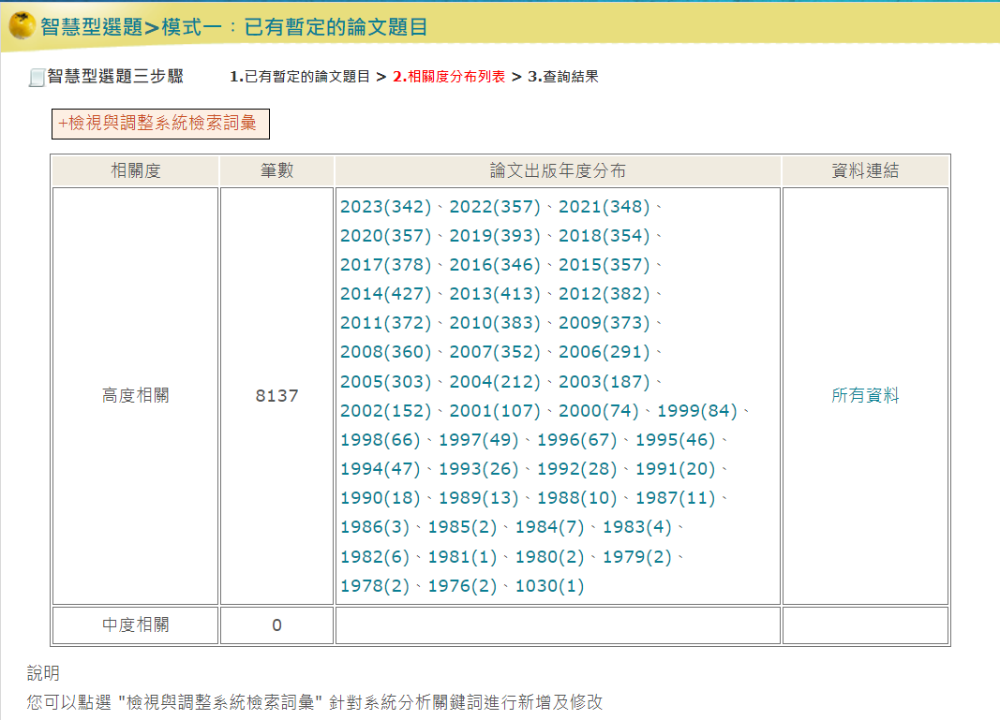 智慧型選題>模式一：已有暫定的論文題目
智慧型選題三步驟 1.已有暫定的論文題目 > 2.相關度分布列表 > 3.查詢結果
+檢視與調整系統檢索詞彙
相關度 筆數 論文出版年度分布 資料連結
2023(342)、2022(357)、2021(348)、
2020(357)、2019(393)、2018(354)、
2017(378)、2016(346)、2015(357)、
2014(427)、2013(413)、2012(382)、
2011(372)、2010(383)、2009(373)、
2008(360)、2007(352)、2006(291)、
2005(303)、2004(212)、2003(187)、
高度相關 8137 所有資料
2002(152)、2001(107)、2000(74)、1999(84)、
1998(66)、1997(49)、1996(67)、1995(46)、
1994(47)、1993(26)、1992(28)、1991(20)、
1990(18)、1989(13)、1988(10)、1987(11)、
1986(3)、1985(2)、1984(7)、1983(4)、
1982(6)、1981(1)、1980(2)、1979(2)、
1978(2)、1976(2)、1030(1)
中度相關 0
說明
您可以點選 "檢視與調整系統檢索詞彙" 針對系統分析關鍵詞進行新增及修改